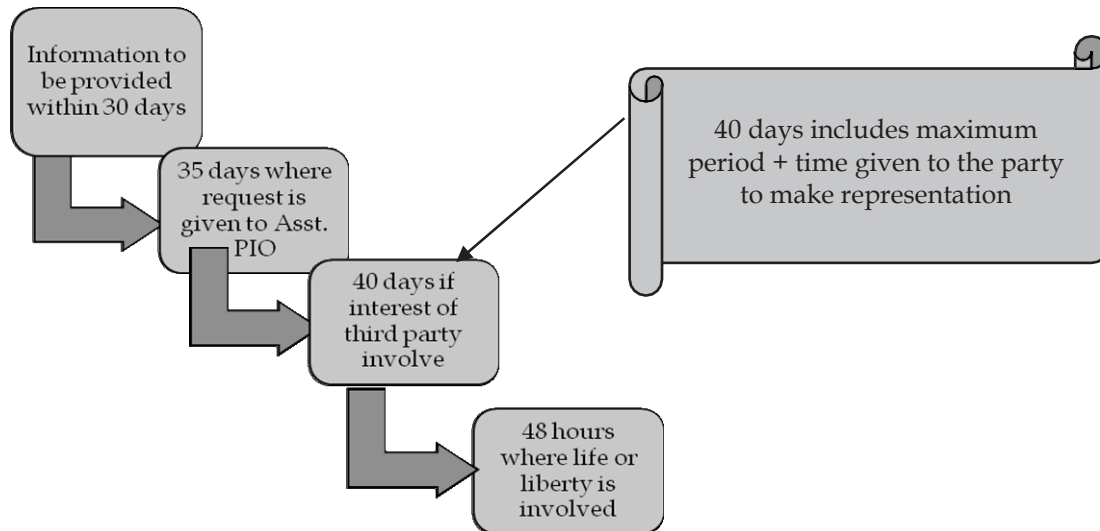 Information to
be provided
within 30 days
35 days where
request is
given to Asst.
PIO
40 days if
interest of
third party
involve
48 hours
where life or
liberty is
involved
40 days includes maximum
period + time given to the party
to make representation